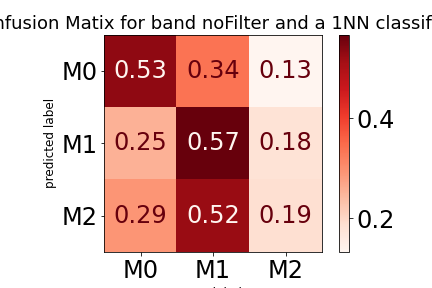 nfusion Matix for band noFilter and a 1NN classif
M0 0.53 0.34 0.13
M1 0.25 0.57 0.18
M2 0.29 0.52 0.19
M0 M1 M2
predicted label
0.4
0.2